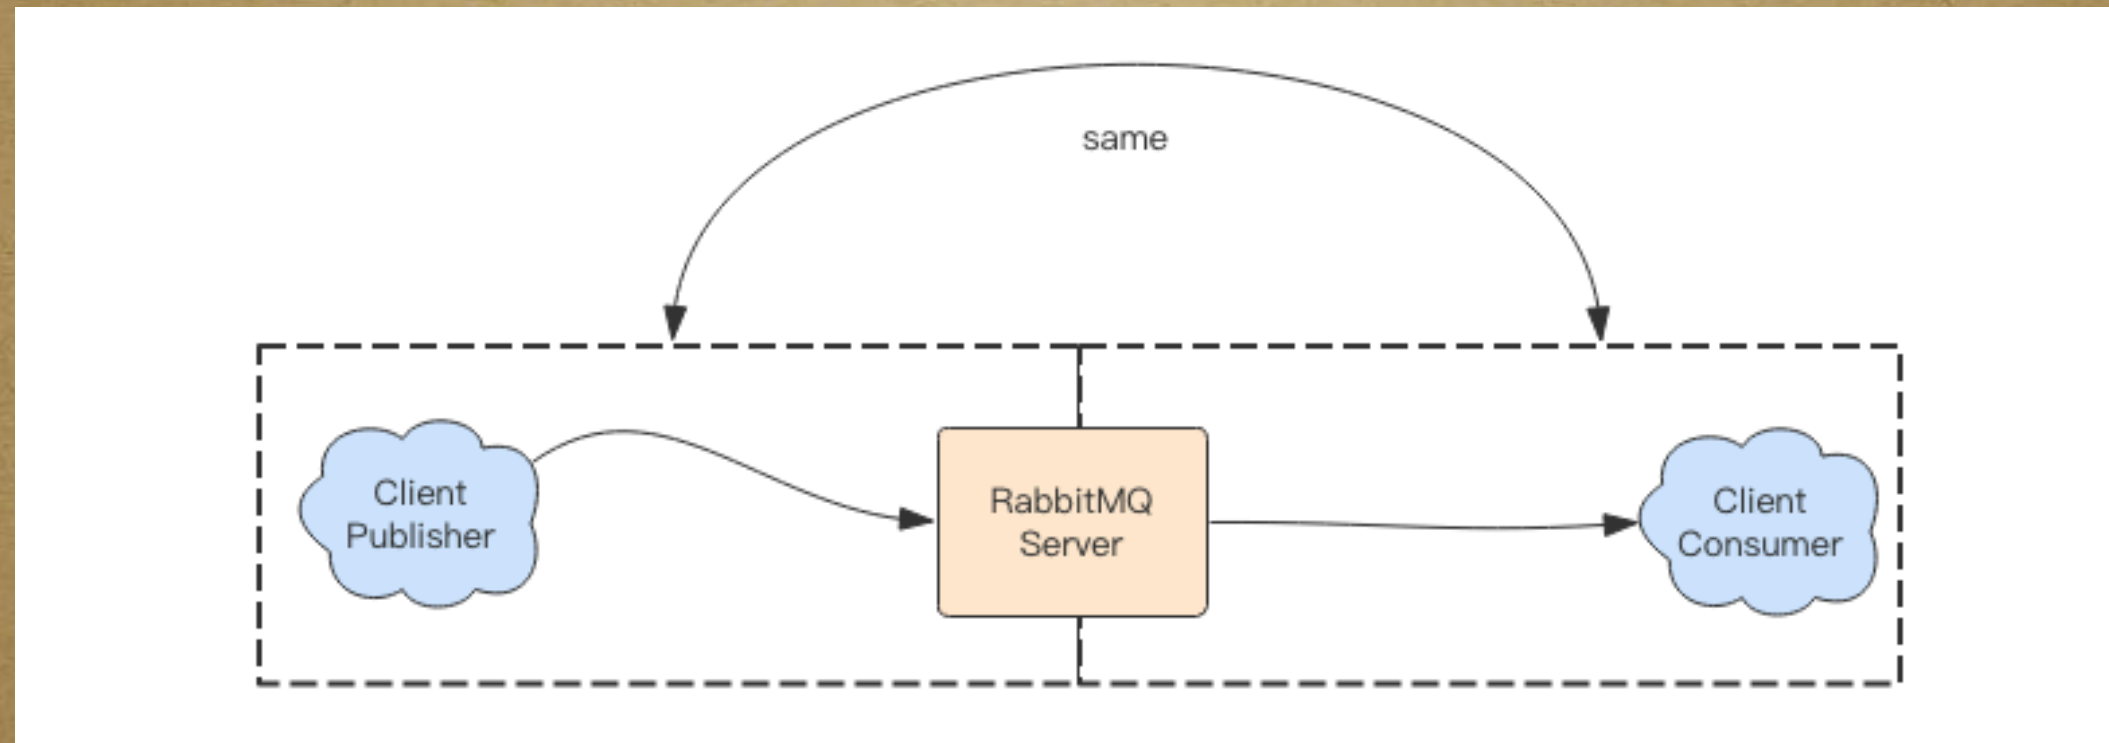 same
Client
Publisher
RabbitMQ
Server
Client
Consumer